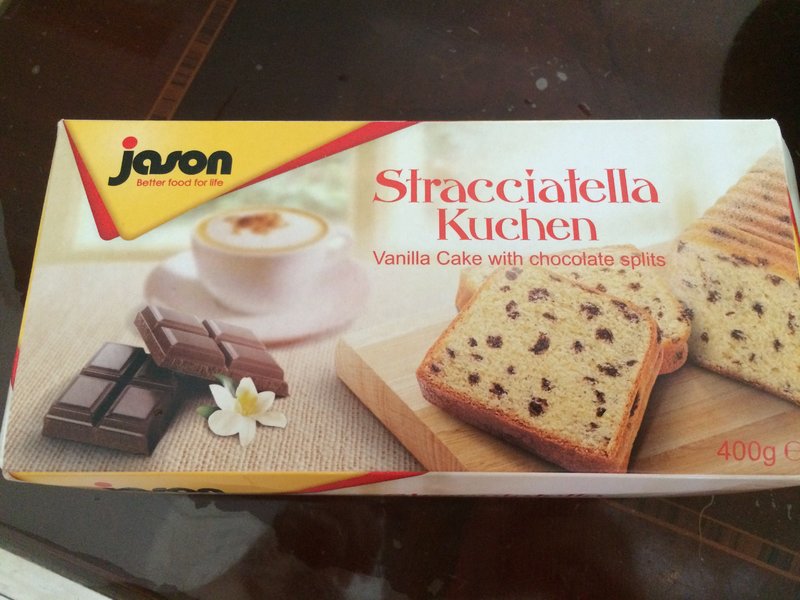 jason
Better food for life
Stracciatella
Kuchen
Vanilla Cake with chocolate splits
400g ℮